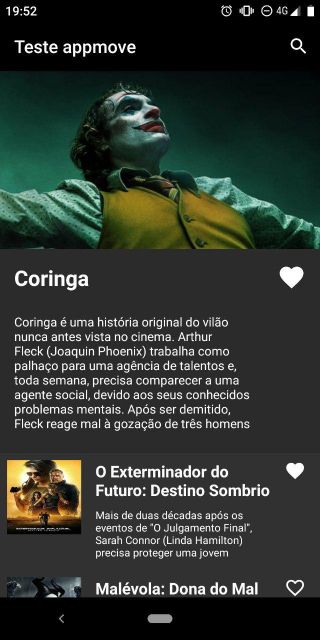 19:52
4G
Teste appmove
Coringa
Coringa é uma história original do vilão
nunca antes vista no cinema. Arthur
Fleck (Joaquin Phoenix) trabalha como
palhaço para uma agência de talentos e,
toda semana, precisa comparecer a uma
agente social, devido aos seus conhecidos
problemas mentais. Após ser demitido,
Fleck reage mal à gozação de três homens
O Exterminador do
Futuro: Destino Sombrio
Mais de duas décadas após os
eventos de "O Julgamento Final",
Sarah Connor (Linda Hamilton)
precisa proteger uma jovem
Malévola: Dona do Mal